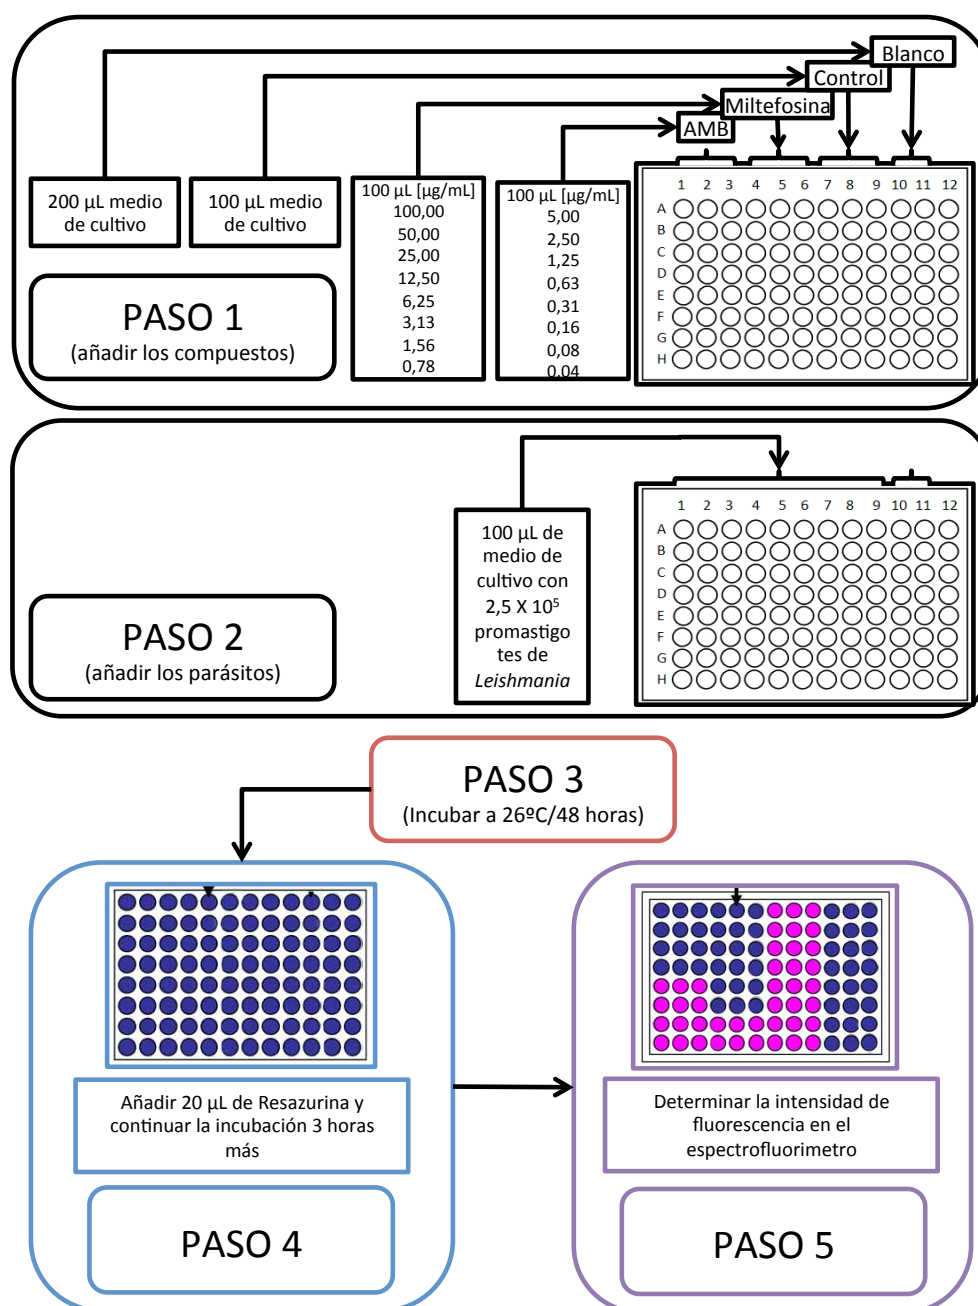 Blanco
Control
Miltefosina
AMB
200 µL medio
de cultivo
100 µL medio
de cultivo
100 µL [µg/mL]
100,00
50,00
25,00
12,50
6,25
3,13
1,56
0,78
100 µL [µg/mL]
5,00
2,50
1,25
0,63
0,31
0,16
0,08
0,04
1 2 3 4 5 6 7 8 9 10 11 12
A
B
C
D
E
F
G
H
PASO 1
(añadir los compuestos)
100 µL de
medio de
cultivo con
2,5 X 10⁵
promastigo
tes de
Leishmania
1 2 3 4 5 6 7 8 9 10 11 12
A
B
C
D
E
F
G
H
PASO 2
(añadir los parásitos)
PASO 3
(Incubar a 26ºC/48 horas)
Añadir 20 µL de Resazurina y
continuar la incubación 3 horas
más
PASO 4
Determinar la intensidad de
fluorescencia en el
espectrofluorimetro
PASO 5